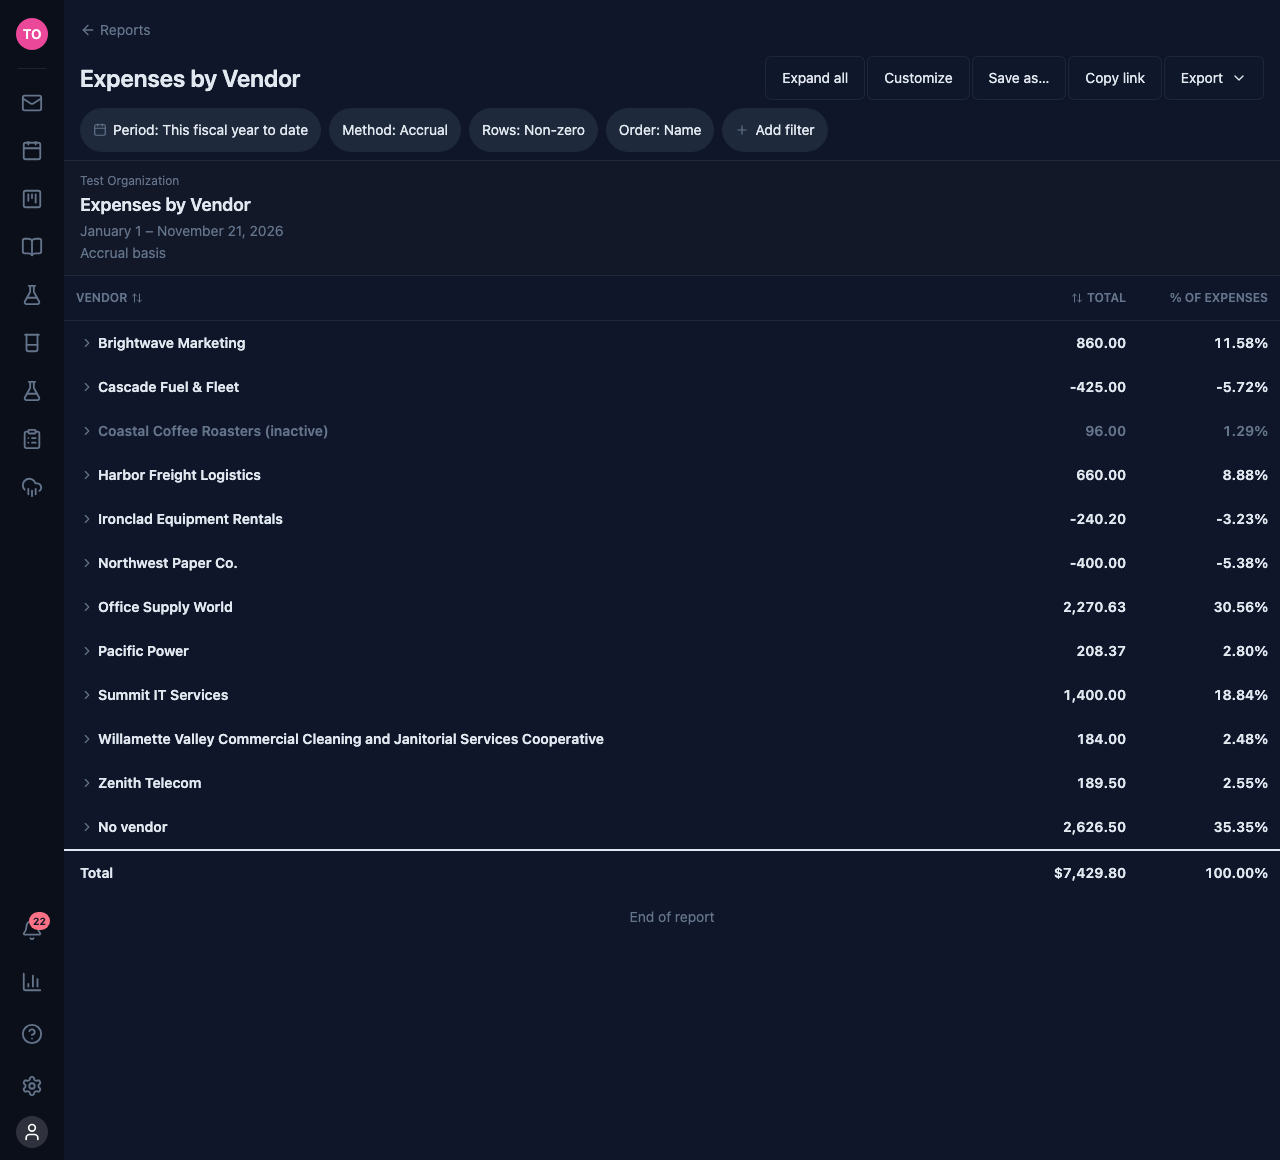 TO
Reports
Expenses by Vendor
Expand all
Customize
Save as...
Copy link
Export
Period: This fiscal year to date
Method: Accrual
Rows: Non-zero
Order: Name
Add filter
Test Organization
Expenses by Vendor
January 1 – November 21, 2026
Accrual basis
VENDOR TOTAL % OF EXPENSES
Brightwave Marketing 860.00 11.58%
Cascade Fuel & Fleet -425.00 -5.72%
Coastal Coffee Roasters (inactive) 96.00 1.29%
Harbor Freight Logistics 660.00 8.88%
Ironclad Equipment Rentals -240.20 -3.23%
Northwest Paper Co. -400.00 -5.38%
Office Supply World 2,270.63 30.56%
Pacific Power 208.37 2.80%
Summit IT Services 1,400.00 18.84%
Willamette Valley Commercial Cleaning and Janitorial Services Cooperative 184.00 2.48%
Zenith Telecom 189.50 2.55%
No vendor 2,626.50 35.35%
Total $7,429.80 100.00%
End of report
22